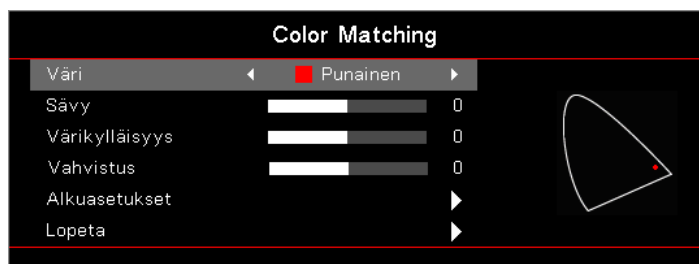 Color Matching
Väri Punainen
Sävy 0
Värikylläisyys 0
Vahvistus 0
Alkuasetukset
Lopeta